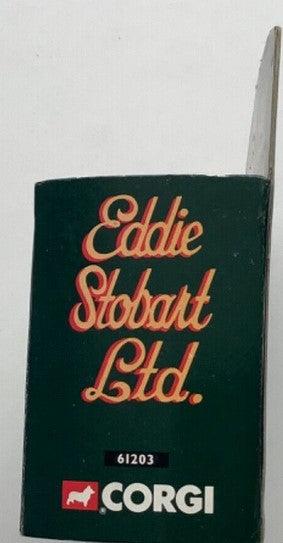 Eddie
Stobart
Ltd.
61203
CORGI